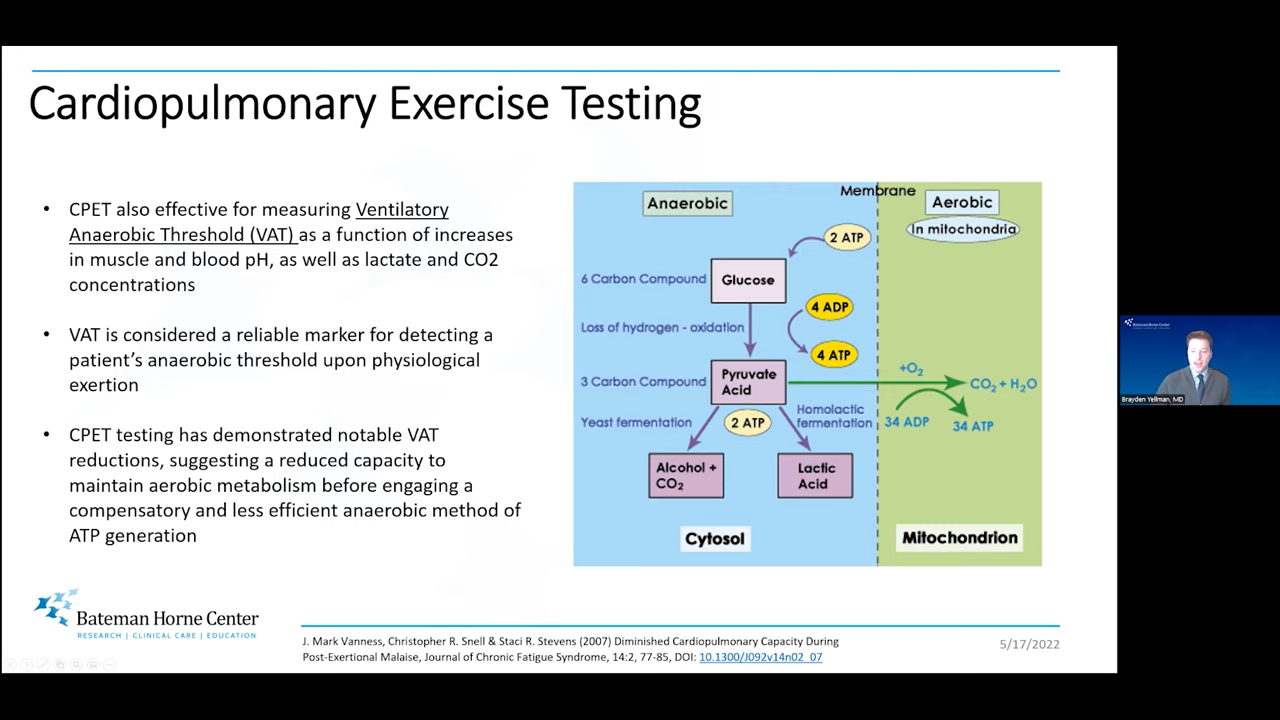 Cardiopulmonary Exercise Testing
• CPET also effective for measuring Ventilatory
Anaerobic Threshold (VAT) as a function of increases
in muscle and blood pH, as well as lactate and CO2
concentrations
• VAT is considered a reliable marker for detecting a
patient's anaerobic threshold upon physiological
exertion
• CPET testing has demonstrated notable VAT
reductions, suggesting a reduced capacity to
maintain aerobic metabolism before engaging a
compensatory and less efficient anaerobic method of
ATP generation
Membrane
Anaerobic
Aerobic
In mitochondria
2 ATP
6 Carbon Compound
Glucose
4 ADP
Loss of hydrogen - oxidation
4 ATP
3 Carbon Compound
Pyruvate
Acid
+O₂
CO₂ + H₂O
Yeast fermentation
2 ATP
Homolactic
fermentation
34 ADP
34 ATP
Alcohol +
CO₂
Lactic
Acid
Cytosol
Mitochondrion
Bateman Horne Center
RESEARCH | CLINICAL CARE | EDUCATION
J. Mark Vanness, Christopher R. Snell & Staci R. Stevens (2007) Diminished Cardiopulmonary Capacity During
Post-Exertional Malaise, Journal of Chronic Fatigue Syndrome, 14:2, 77-85, DOI: 10.1300/J092v14n02_07
5/17/2022
Bateman Horne Center
Brayden Yellman, MD